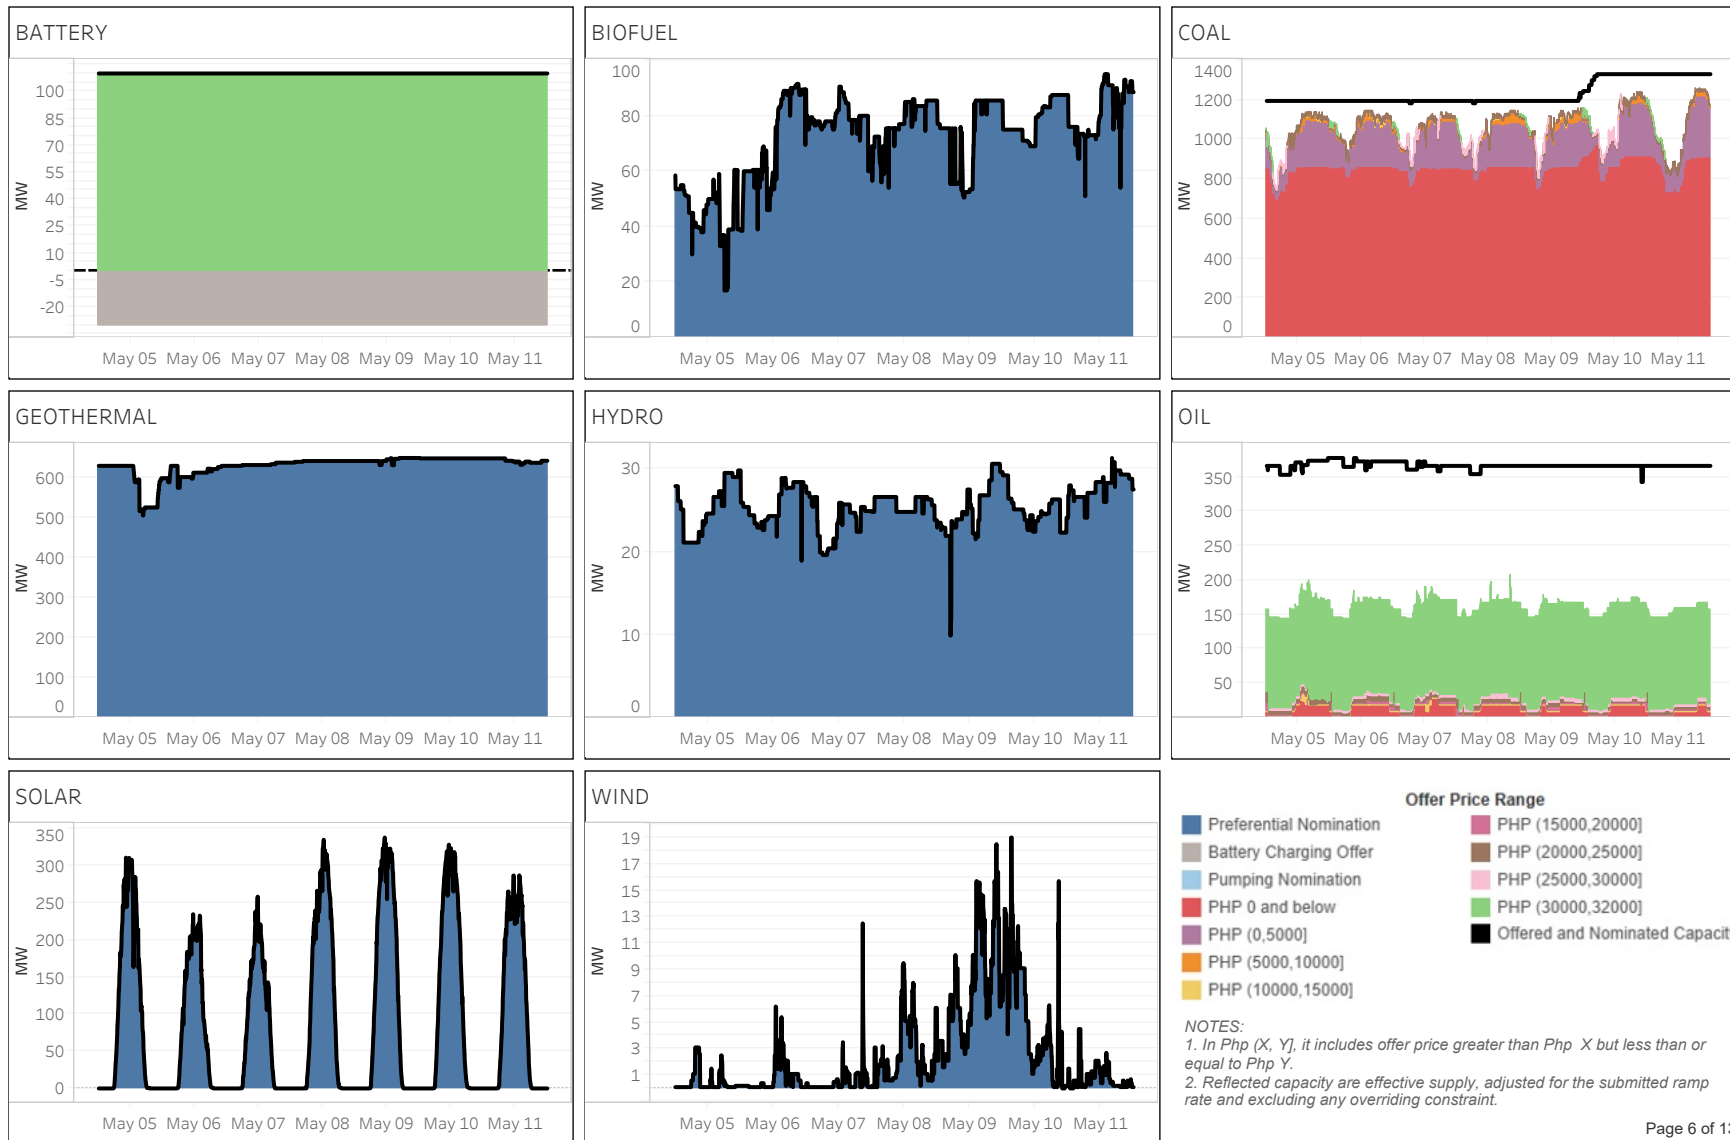 BATTERY
100
85
70
55
40
25
10
-5
-20
MW
May 05 May 06 May 07 May 08 May 09 May 10 May 11
BIOFUEL
100
80
60
40
20
0
MW
May 05 May 06 May 07 May 08 May 09 May 10 May 11
COAL
1400
1200
1000
800
600
400
200
0
MW
May 05 May 06 May 07 May 08 May 09 May 10 May 11
GEOTHERMAL
600
500
400
300
200
100
0
MW
May 05 May 06 May 07 May 08 May 09 May 10 May 11
HYDRO
30
20
10
0
MW
May 05 May 06 May 07 May 08 May 09 May 10 May 11
OIL
350
300
250
200
150
100
50
MW
May 05 May 06 May 07 May 08 May 09 May 10 May 11
SOLAR
350
300
250
200
150
100
50
0
MW
May 05 May 06 May 07 May 08 May 09 May 10 May 11
WIND
19
17
15
13
11
9
7
5
3
1
MW
May 05 May 06 May 07 May 08 May 09 May 10 May 11
Offer Price Range
Preferential Nomination
Battery Charging Offer
Pumping Nomination
PHP 0 and below
PHP (0,5000]
PHP (5000,10000]
PHP (10000,15000]
PHP (15000,20000]
PHP (20000,25000]
PHP (25000,30000]
PHP (30000,32000]
Offered and Nominated Capacit
NOTES:
1. In Php (X, Y], it includes offer price greater than Php X but less than or
equal to Php Y.
2. Reflected capacity are effective supply, adjusted for the submitted ramp
rate and excluding any overriding constraint.
Page 6 of 13